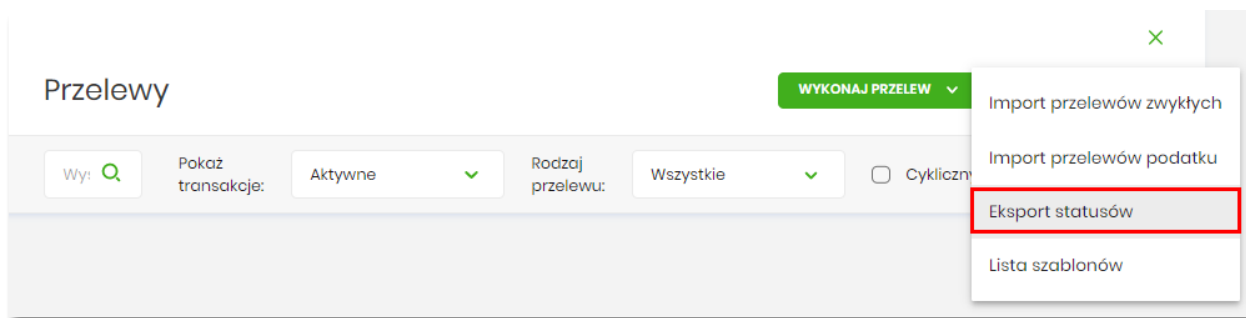 Przelewy
WYKONAJ PRZELEW
Import przelewów zwykłych
Import przelewów podatku
Eksport statusów
Lista szablonów
Pokaż
transakcje:
Aktywne
Rodzaj
przelewu:
Wszystkie